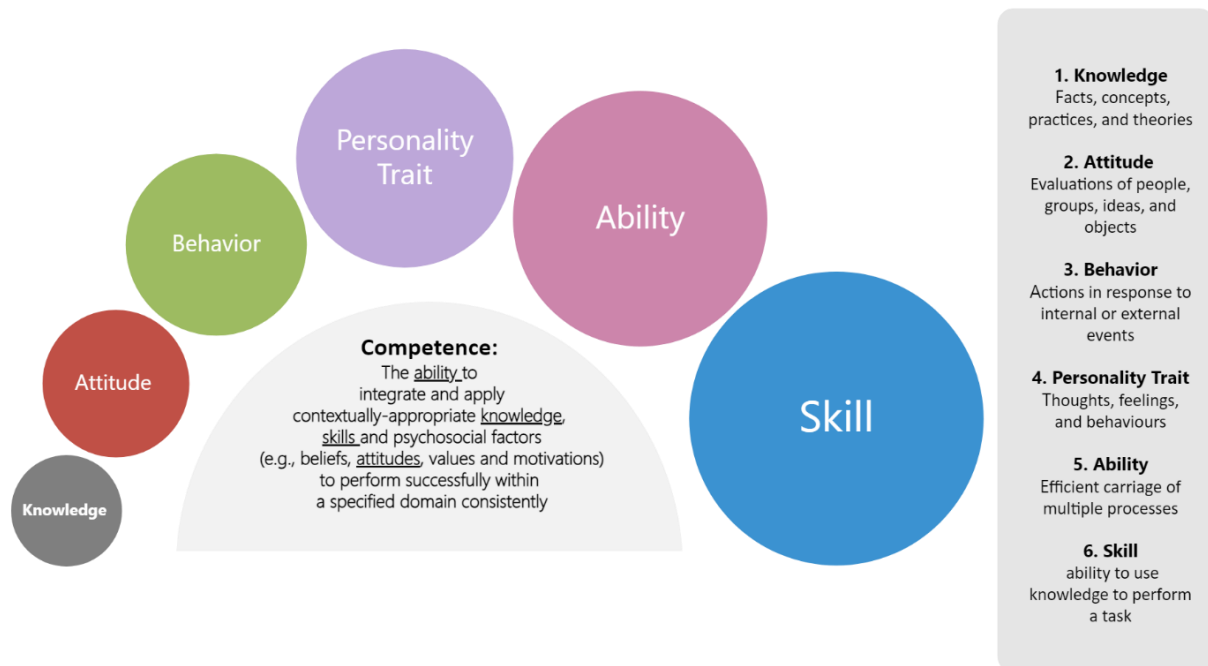 Knowledge
Attitude
Behavior
Personality
Trait
Ability
Skill
Competence:
The ability to
integrate and apply
contextually-appropriate knowledge,
skills and psychosocial factors
(e.g., beliefs, attitudes, values and motivations)
to perform successfully within
a specified domain consistently
1. Knowledge
Facts, concepts,
practices, and theories
2. Attitude
Evaluations of people,
groups, ideas, and
objects
3. Behavior
Actions in response to
internal or external
events
4. Personality Trait
Thoughts, feelings,
and behaviours
5. Ability
Efficient carriage of
multiple processes
6. Skill
ability to use
knowledge to perform
a task